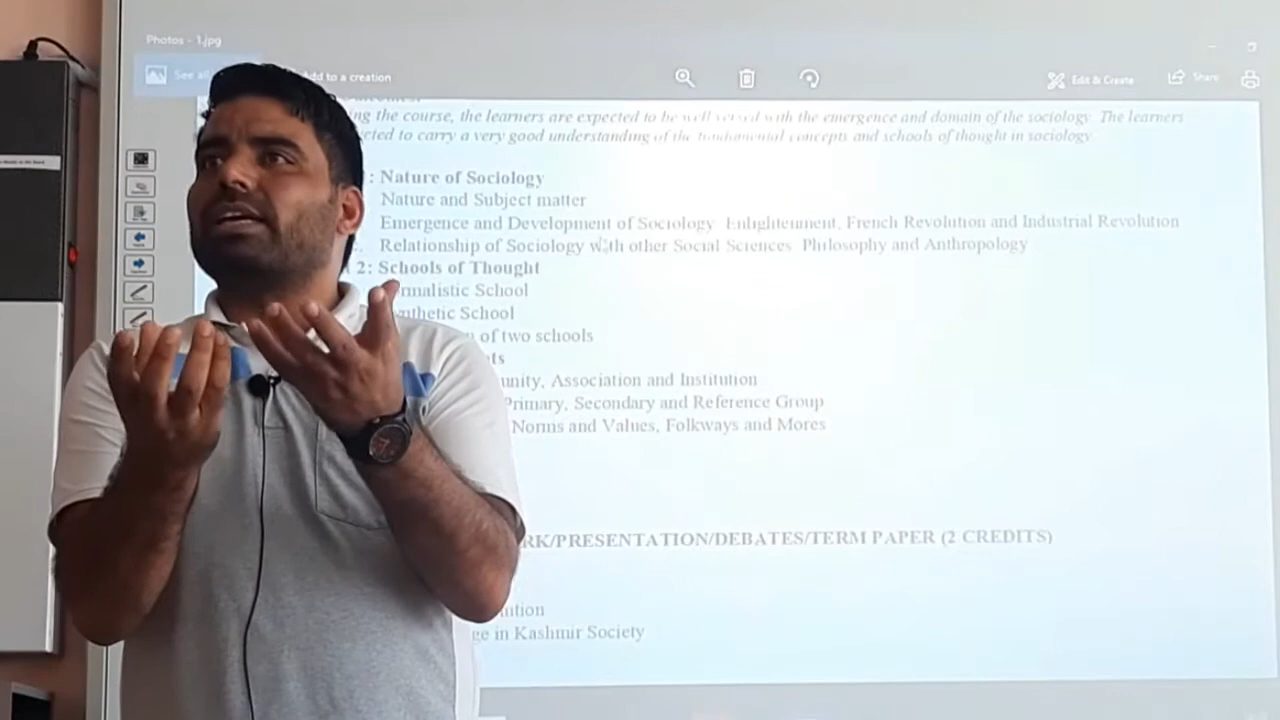 Photos - 1.jpg
See all
dd to a creation
Edit & Create
Share
ing the course, the learners are expected to be well versed with the emergence and domain of the sociology. The learners
cted to carry a very good understanding of the fundamental concepts and schools of thought in sociology.
: Nature of Sociology
Nature and Subject matter
Emergence and Development of Sociology Enlightenment, French Revolution and Industrial Revolution
Relationship of Sociology with other Social Sciences Philosophy and Anthropology
2: Schools of Thought
rmalistic School
nthetic School
of two schools
ts
unity, Association and Institution
Primary, Secondary and Reference Group
Norms and Values, Folkways and Mores
RK/PRESENTATION/DEBATES/TERM PAPER (2 CREDITS)
ge in Kashmir Society